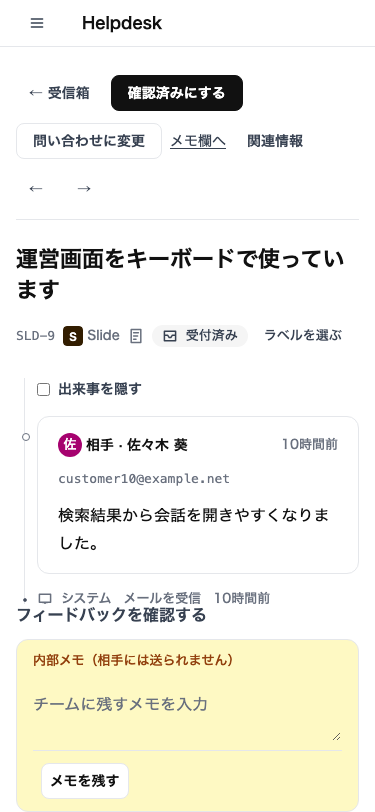 Helpdesk
← 受信箱
確認済みにする
問い合わせに変更
メモ欄へ
関連情報
← →
運営画面をキーボードで使ってい
ます
SLD-9 S Slide 受付済み ラベルを選ぶ
出来事を隠す
佐 相手 · 佐々木 葵 10時間前
customer10@example.net
検索結果から会話を開きやすくなりま
した。
システム メールを受信 10時間前
フィードバックを確認する
内部メモ（相手には送られません）
チームに残すメモを入力
メモを残す